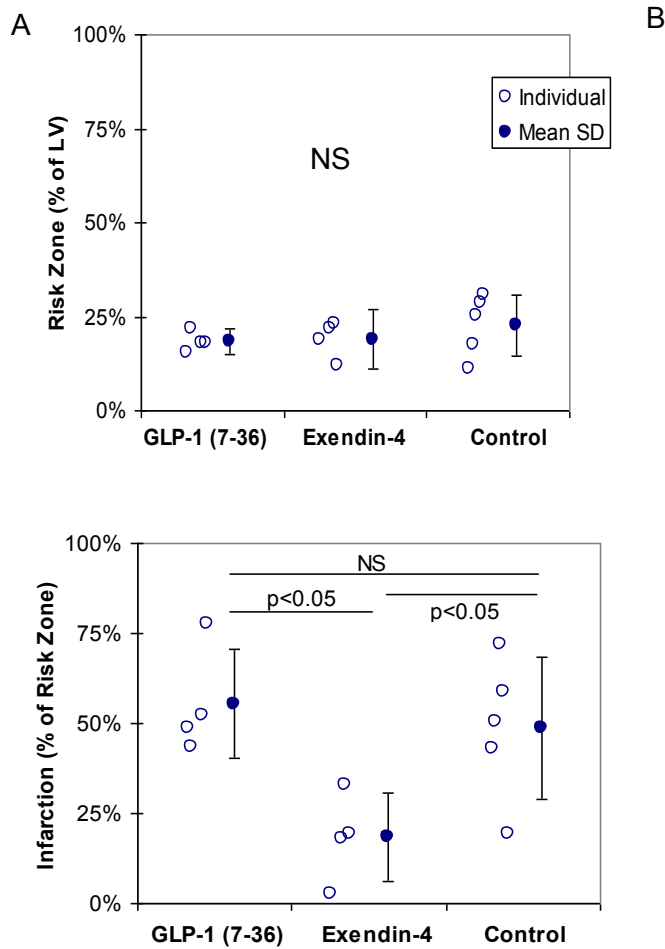 A
B
100%
75%
50%
25%
0%
Risk Zone (% of LV)
Individual
Mean SD
NS
GLP-1 (7-36) Exendin-4 Control
100%
75%
50%
25%
0%
Infarction (% of Risk Zone)
NS
p<0.05
p<0.05
GLP-1 (7-36) Exendin-4 Control